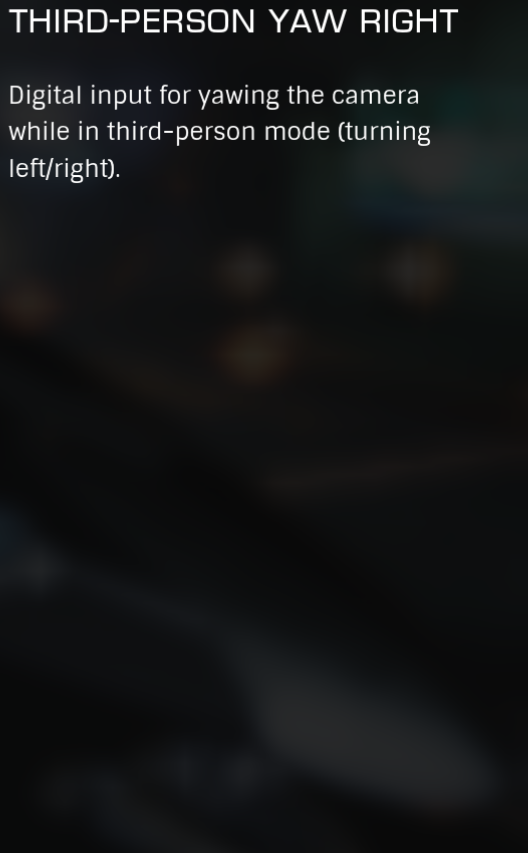 THIRD-PERSON YAW RIGHT
Digital input for yawing the camera
while in third-person mode (turning
left/right).